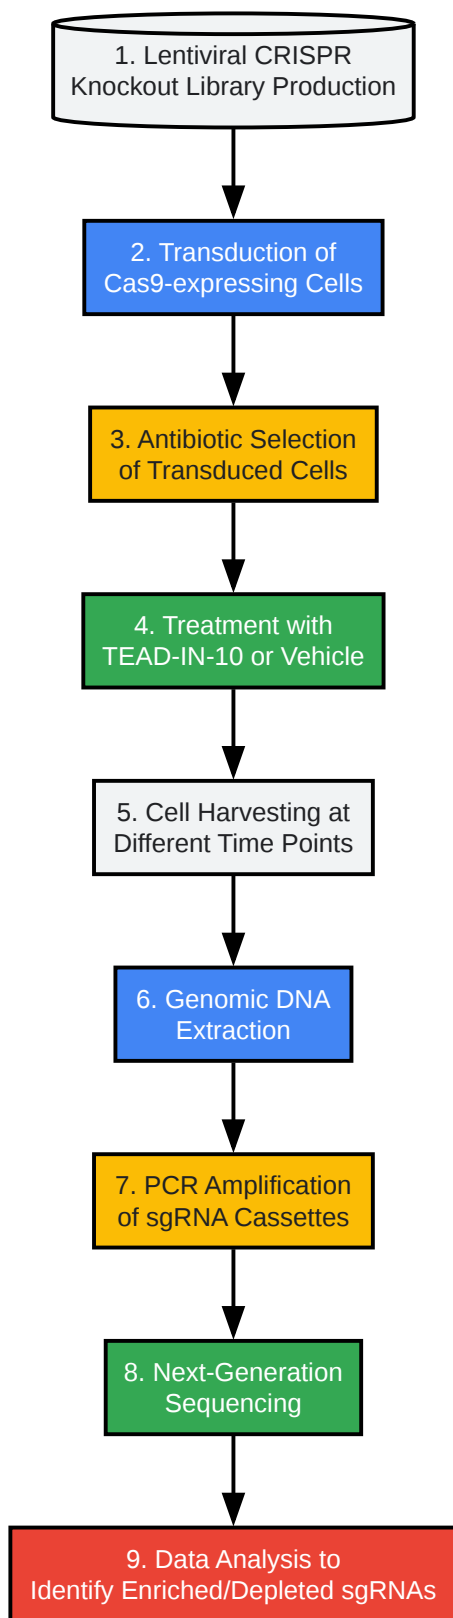 1. Lentiviral CRISPR
Knockout Library Production
2. Transduction of
Cas9-expressing Cells
3. Antibiotic Selection
of Transduced Cells
4. Treatment with
TEAD-IN-10 or Vehicle
5. Cell Harvesting at
Different Time Points
6. Genomic DNA
Extraction
7. PCR Amplification
of sgRNA Cassettes
8. Next-Generation
Sequencing
9. Data Analysis to
Identify Enriched/Depleted sgRNAs